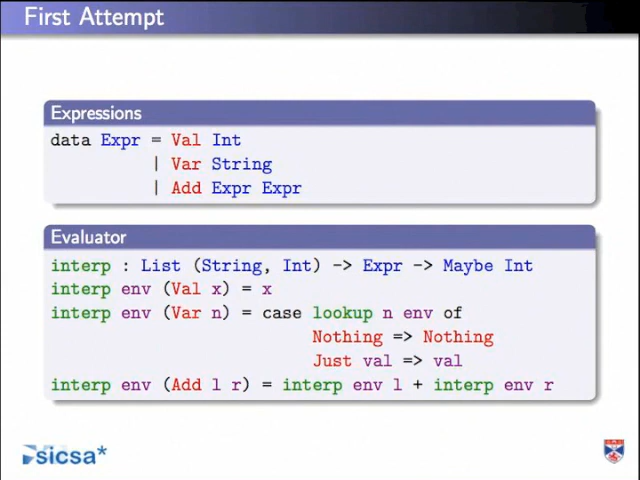 First Attempt
Expressions
data Expr = Val Int
| Var String
| Add Expr Expr
Evaluator
interp : List (String, Int) -> Expr -> Maybe Int
interp env (Val x) = x
interp env (Var n) = case lookup n env of
Nothing => Nothing
Just val => val
interp env (Add l r) = interp env l + interp env r
sicsa*